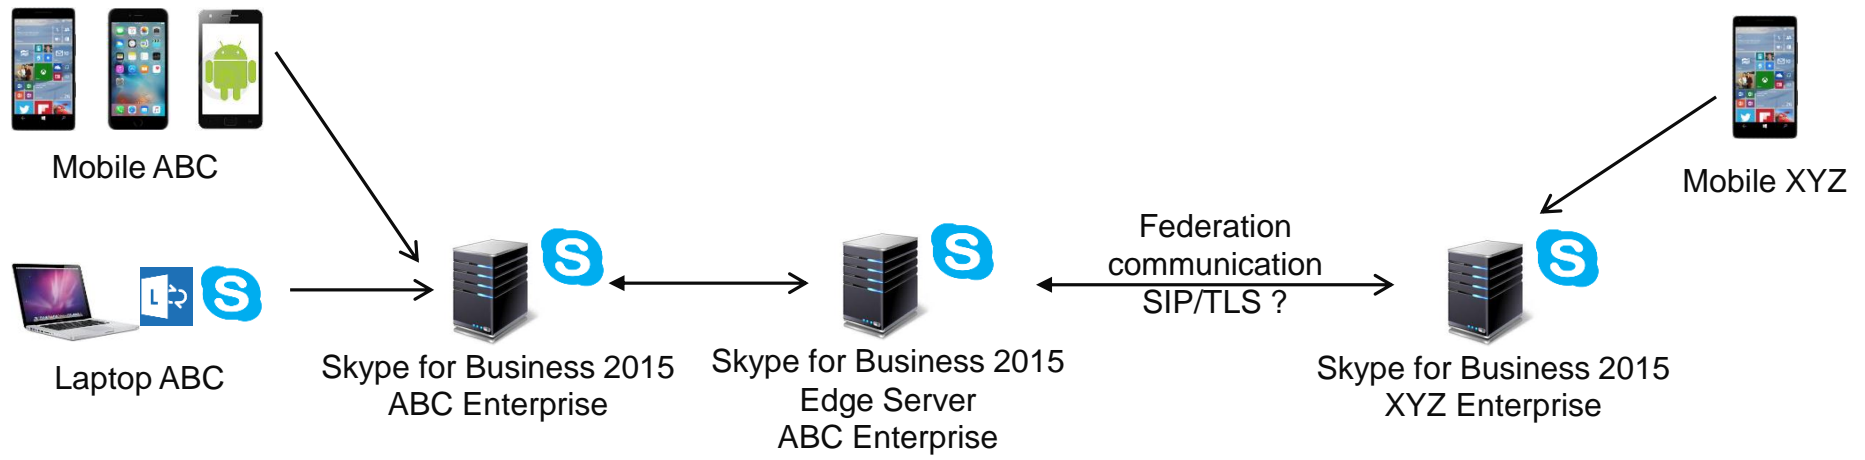 Mobile ABC
Mobile XYZ
Laptop ABC
L
S
S
Skype for Business 2015
ABC Enterprise
S
Skype for Business 2015
Edge Server
ABC Enterprise
Federation
communication
SIP/TLS ?
S
Skype for Business 2015
XYZ Enterprise